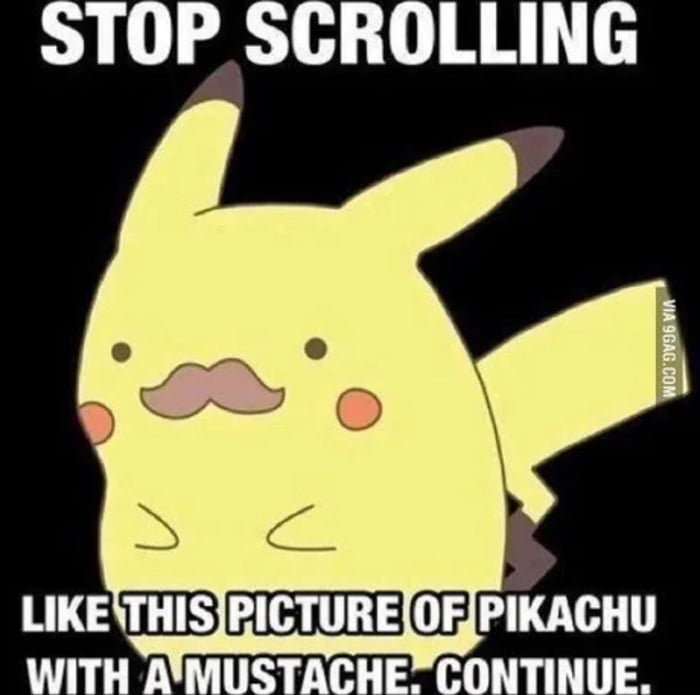 STOP SCROLLING
VIA 9GAG.COM
LIKE THIS PICTURE OF PIKACHU
WITH A MUSTACHE. CONTINUE.